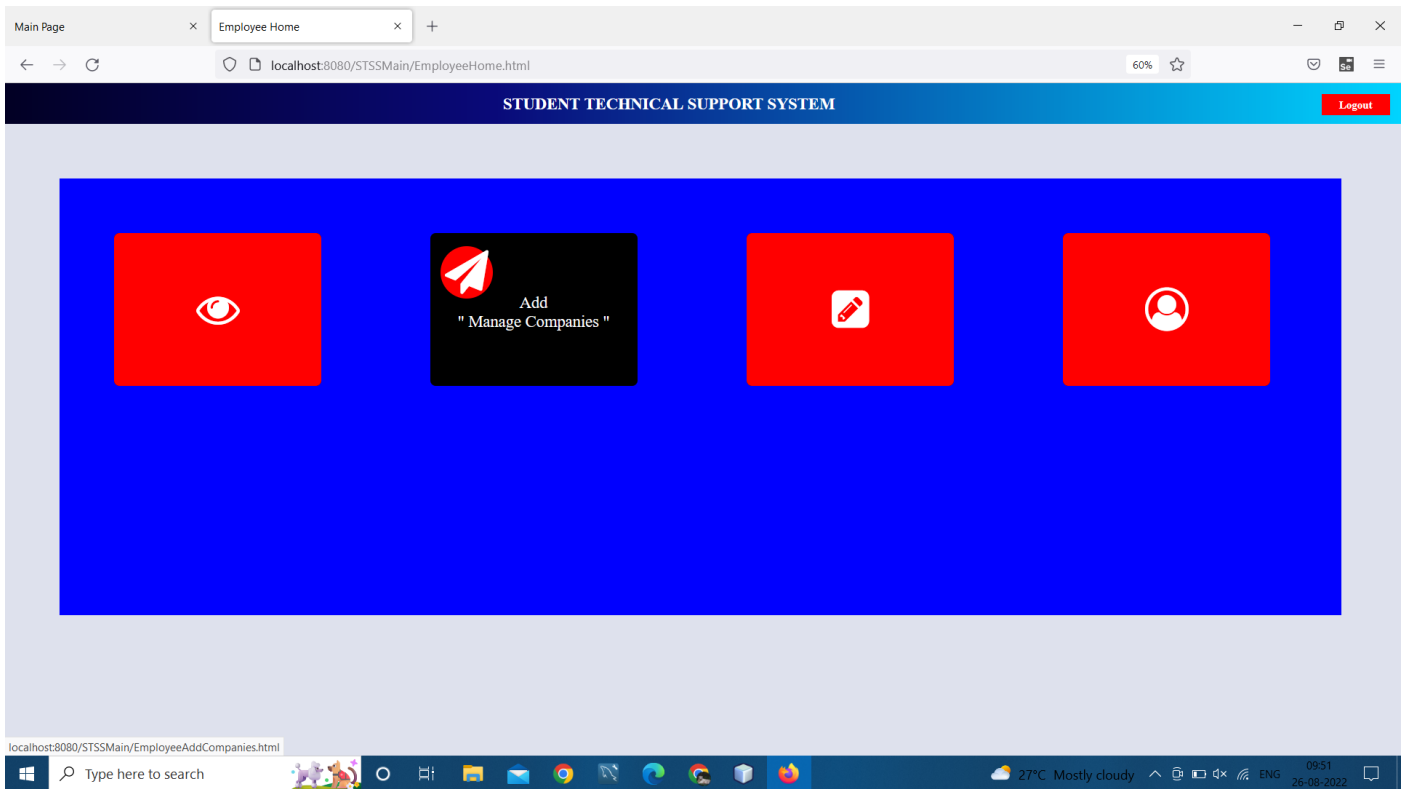 Main Page
Employee Home
localhost:8080/STSSMain/EmployeeHome.html
60%
Se
STUDENT TECHNICAL SUPPORT SYSTEM
Logout
Add
" Manage Companies "
localhost:8080/STSSMain/EmployeeAddCompanies.html
Type here to search
27°C Mostly cloudy
ENG
09:51
26-08-2022